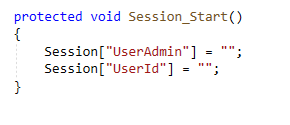 protected void Session_Start()
{
    Session["UserAdmin"] = "";
    Session["UserId"] = "";
}